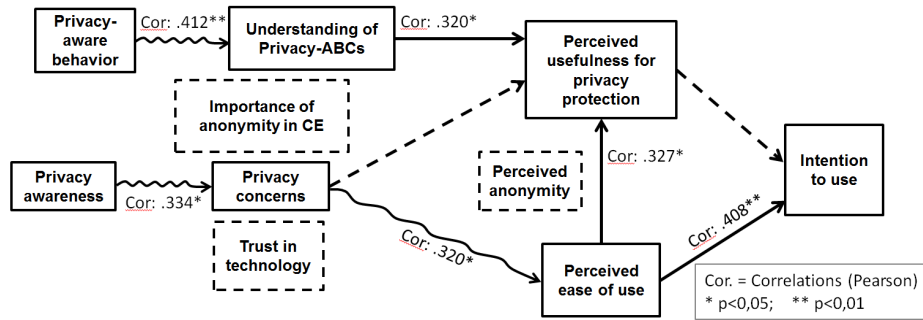 Privacy-
aware
behavior
Cor: .412**
Understanding of
Privacy-ABCs
Cor: .320*
Perceived
usefulness for
privacy
protection
Importance of
anonymity in CE
Privacy
awareness
Cor: .334*
Privacy
concerns
Perceived
anonymity
Cor: .327*
Intention
to use
Trust in
technology
Cor: .320*
Perceived
ease of use
Cor: .408**
Cor. = Correlations (Pearson)
* p<0,05;    ** p<0,01